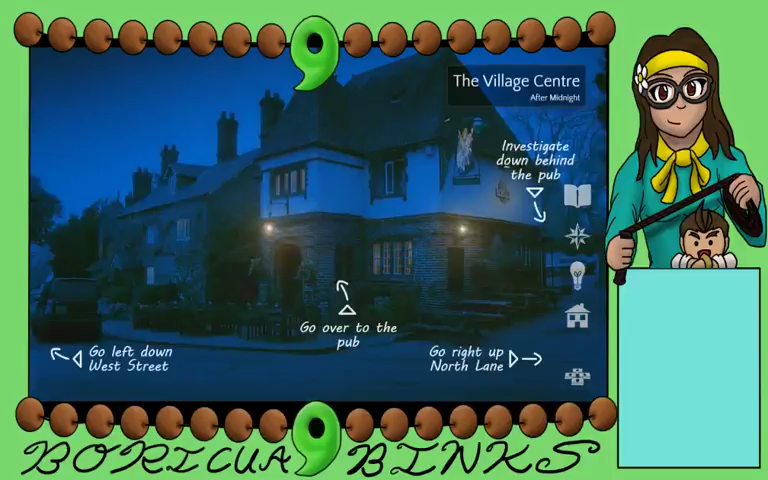 The Village Centre
After Midnight
Investigate
down behind
the pub
Go over to the
pub
Go left down
West Street
Go right up
North Lane
BORICUA BINKS